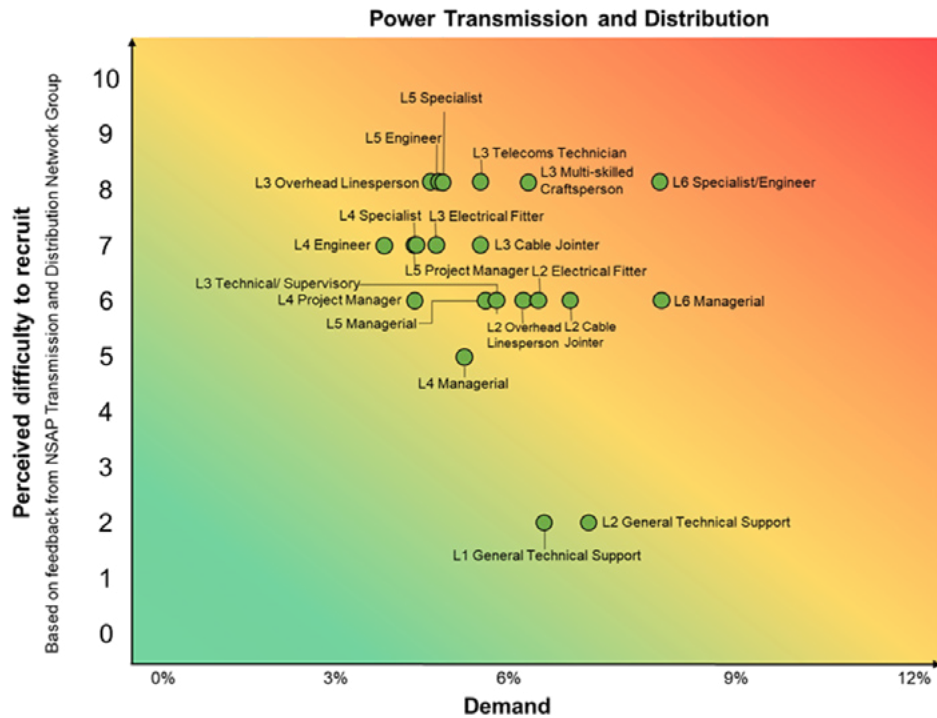 Power Transmission and Distribution
Perceived difficulty to recruit
Based on feedback from NSAP Transmission and Distribution Network Group
10
9
8
7
6
5
4
3
2
1
0
L5 Specialist
L5 Engineer
L3 Telecoms Technician
L3 Overhead Linesperson
L3 Multi-skilled
Craftsperson
L6 Specialist/Engineer
L4 Specialist
L3 Electrical Fitter
L4 Engineer
L3 Cable Jointer
L5 Project Manager
L2 Electrical Fitter
L3 Technical/ Supervisory
L4 Project Manager
L6 Managerial
L5 Managerial
L2 Overhead
Linesperson
L2 Cable
Jointer
L4 Managerial
L2 General Technical Support
L1 General Technical Support
0%
3%
6%
9%
12%
Demand